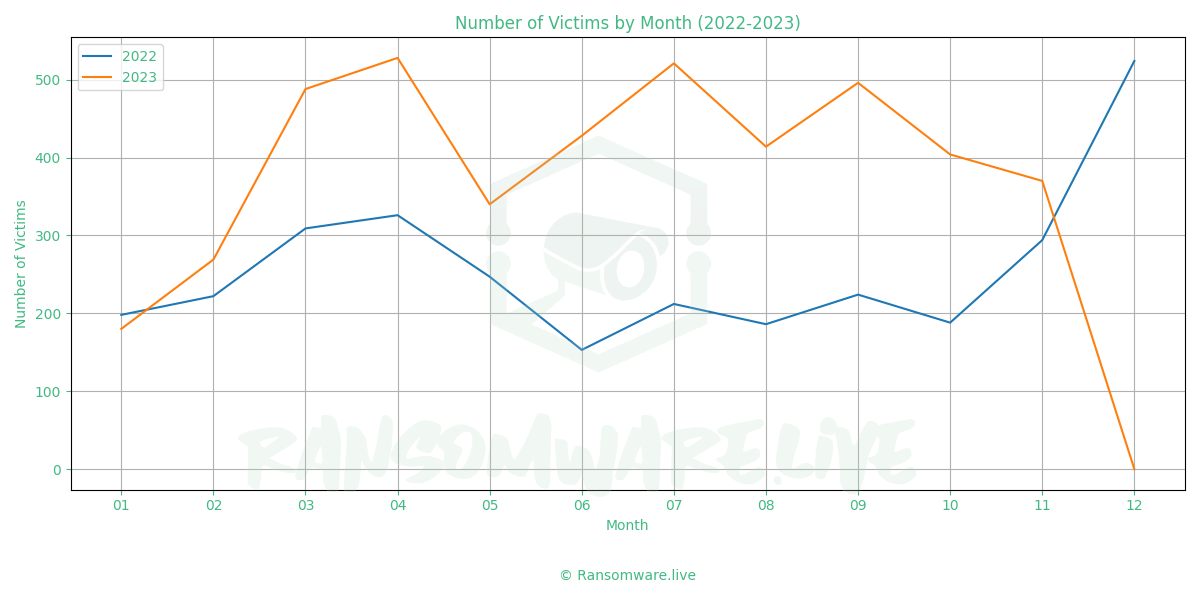 Number of Victims by Month (2022-2023)
2022
2023
500
400
300
200
100
0
Number of Victims
RANSOMWARE.LIVE
01 02 03 04 05 06 07 08 09 10 11 12
Month
© Ransomware.live